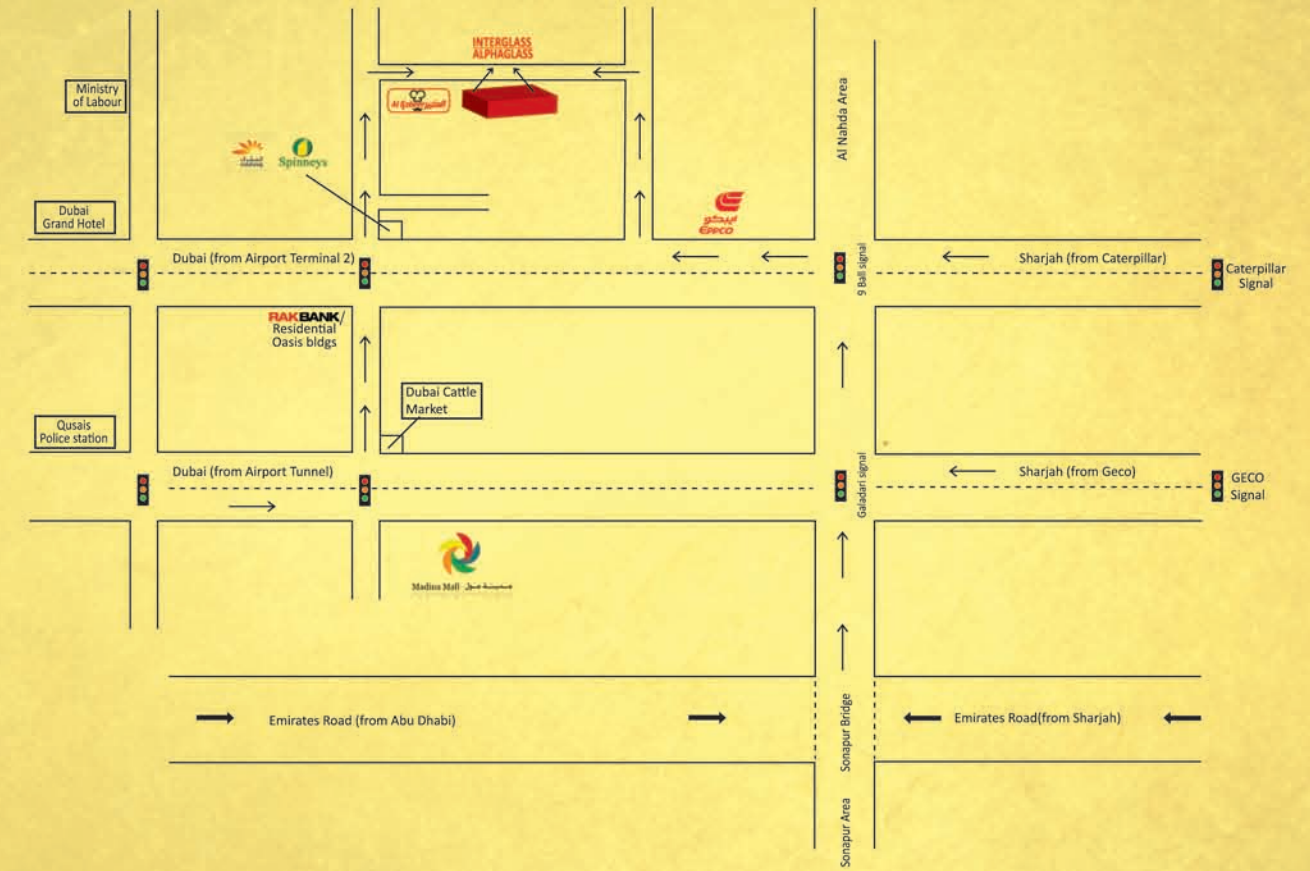 INTERGLASS
ALPHAGLASS
Ministry
of Labour
Al Nahda Area
Spinneys
Dubai
Grand Hotel
ايبكو
EPPCO
Dubai (from Airport Terminal 2)
9 Ball signal
Sharjah (from Caterpillar)
Caterpillar
Signal
RAKBANK/
Residential
Oasis bldgs
Dubai Cattle
Market
Qusais
Police station
Dubai (from Airport Tunnel)
Galadari signal
Sharjah (from Geco)
GECO
Signal
Madina Mall مدينة مول
Emirates Road (from Abu Dhabi)
Sonapur Bridge
Emirates Road(from Sharjah)
Sonapur Area